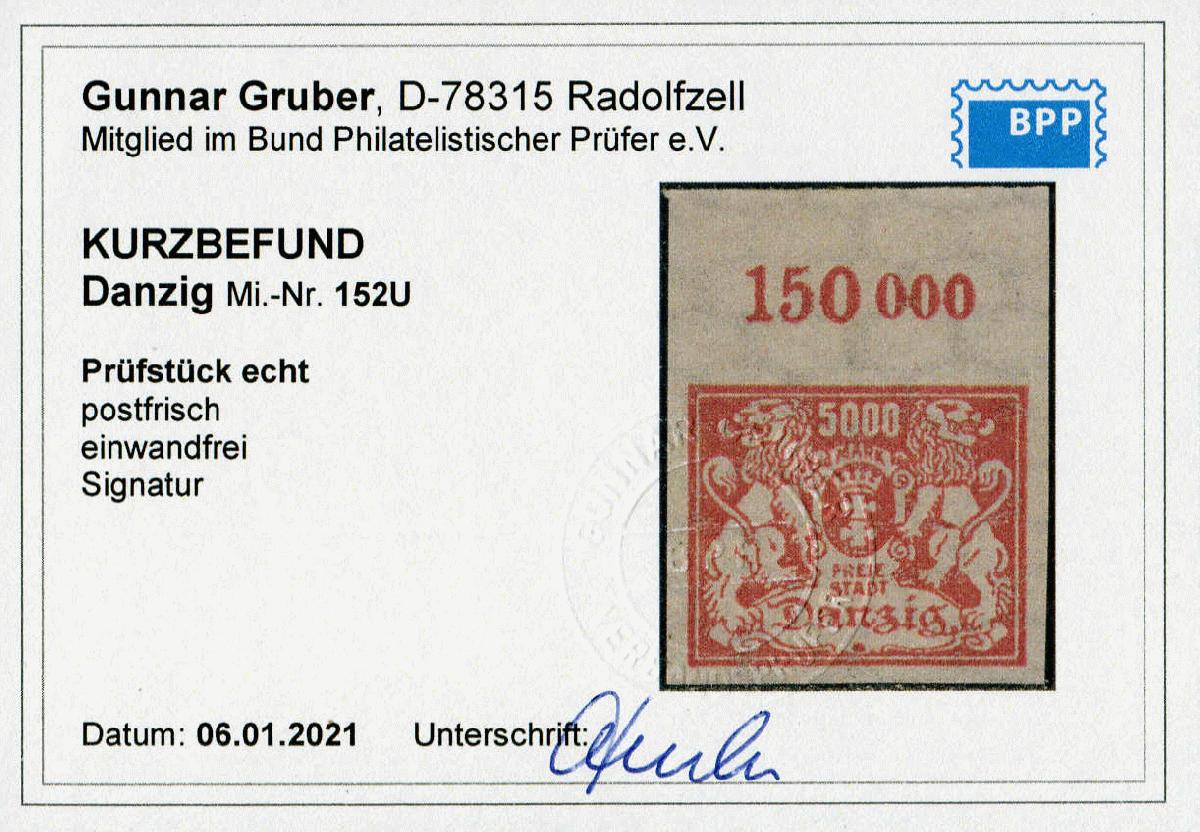 Gunnar Gruber, D-78315 Radolfzell
Mitglied im Bund Philatelistischer Prüfer e.V.
BPP
KURZBEFUND
Danzig Mi.-Nr. 152U
Prüfstück echt
postfrisch
einwandfrei
Signatur
150 000
5000
MARK
FREIE
STADT
Danzig
Datum: 06.01.2021 Unterschrift: